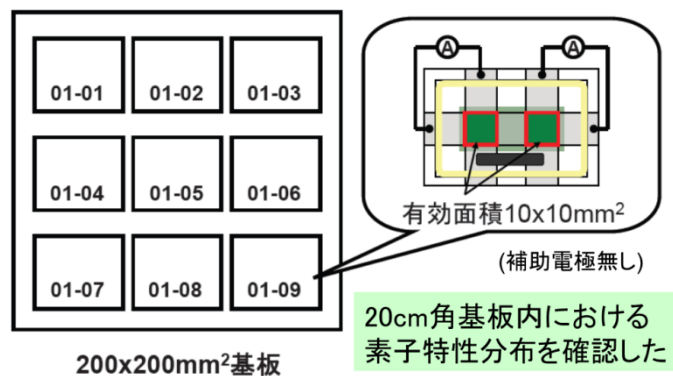 01-01 01-02 01-03
01-04 01-05 01-06
01-07 01-08 01-09
200x200mm²基板
A A
有効面積10x10mm²
(補助電極無し)
20cm角基板内における
素子特性分布を確認した